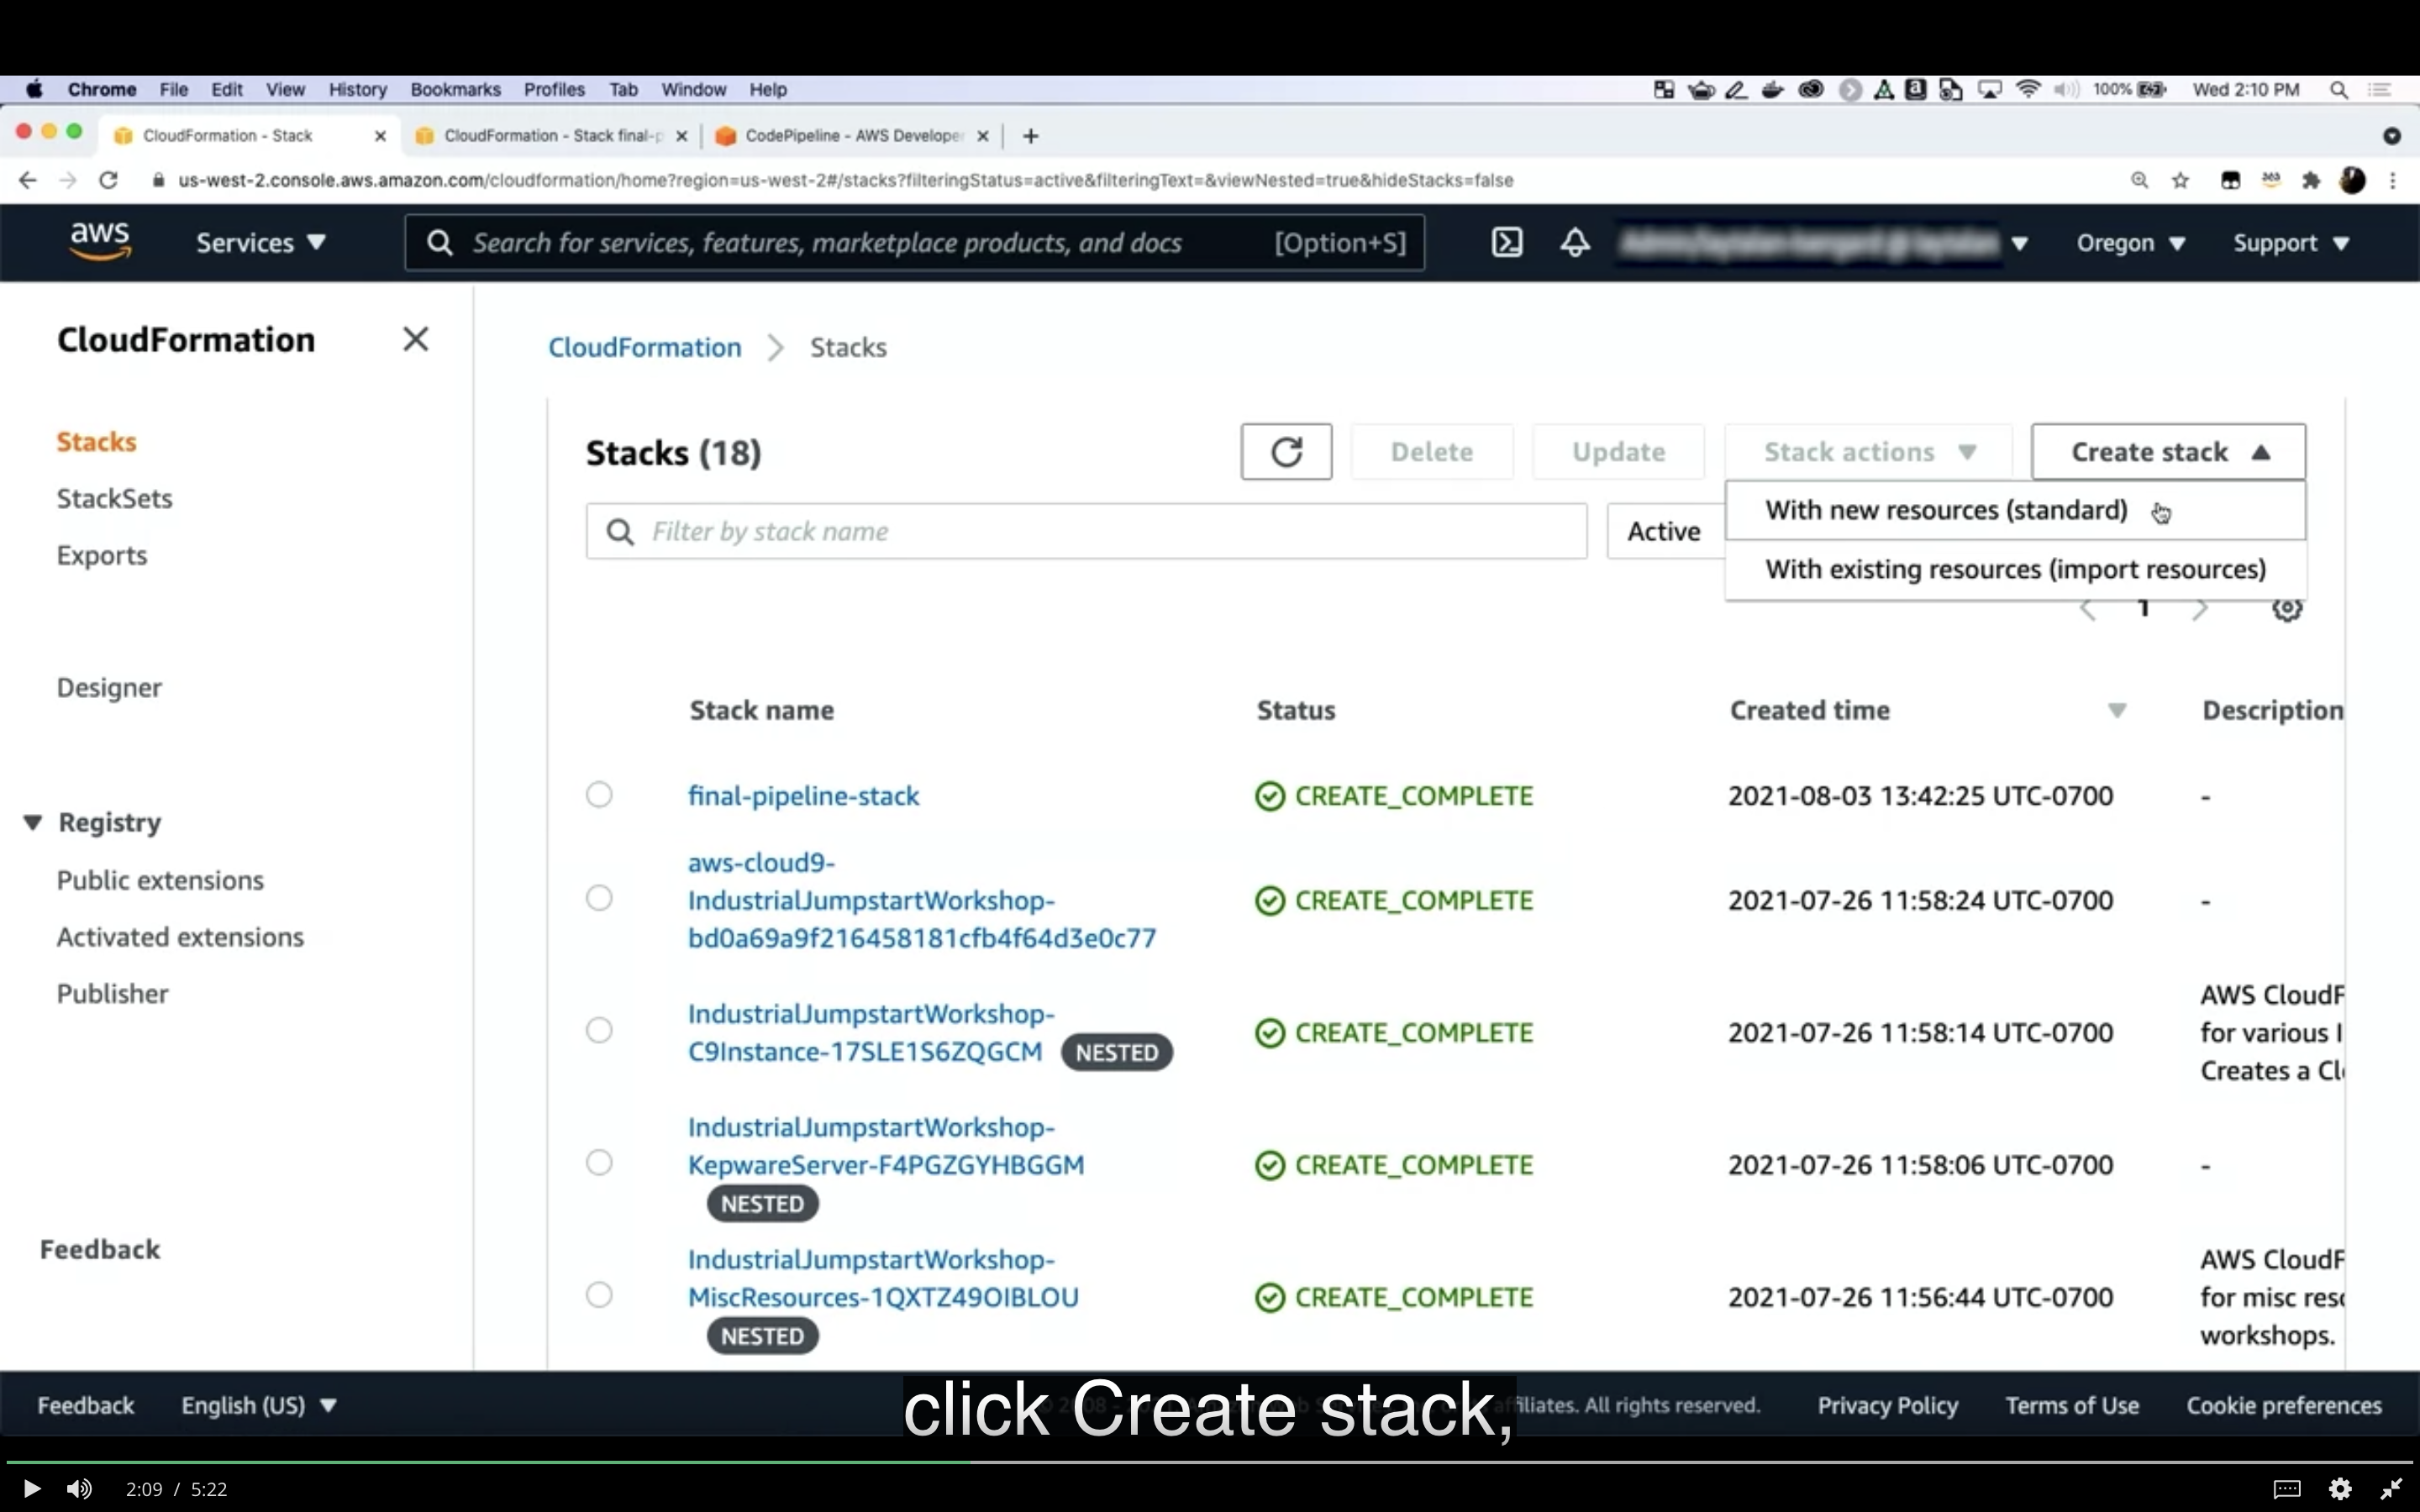 Chrome File Edit View History Bookmarks Profiles Tab Window Help 100% Wed 2:10 PM
CloudFormation - Stack CloudFormation - Stack final-p CodePipeline - AWS Developer
us-west-2.console.aws.amazon.com/cloudformation/home?region=us-west-2#/stacks?filteringStatus=active&filteringText=&viewNested=true&hideStacks=false
aws Services Search for services, features, marketplace products, and docs [Option+S] Oregon Support
CloudFormation
Stacks
StackSets
Exports
Designer
Registry
Public extensions
Activated extensions
Publisher
Feedback
CloudFormation Stacks
Stacks (18) Delete Update Stack actions Create stack
With new resources (standard)
With existing resources (import resources)
Filter by stack name Active
1
Stack name Status Created time Description
final-pipeline-stack CREATE_COMPLETE 2021-08-03 13:42:25 UTC-0700 -
aws-cloud9-
IndustrialJumpstartWorkshop- CREATE_COMPLETE 2021-07-26 11:58:24 UTC-0700 -
bd0a69a9f216458181cfb4f64d3e0c77
AWS CloudF
IndustrialJumpstartWorkshop- CREATE_COMPLETE 2021-07-26 11:58:14 UTC-0700 for various I
C9Instance-17SLE1S6ZQGCM NESTED Creates a Cl
IndustrialJumpstartWorkshop-
KepwareServer-F4PGZGYHBGGM CREATE_COMPLETE 2021-07-26 11:58:06 UTC-0700 -
NESTED
IndustrialJumpstartWorkshop- AWS CloudF
MiscResources-1QXTZ49OIBLOU CREATE_COMPLETE 2021-07-26 11:56:44 UTC-0700 for misc res
NESTED workshops.
Feedback English (US) ffiliates. All rights reserved. Privacy Policy Terms of Use Cookie preferences
click Create stack,
2:09 / 5:22